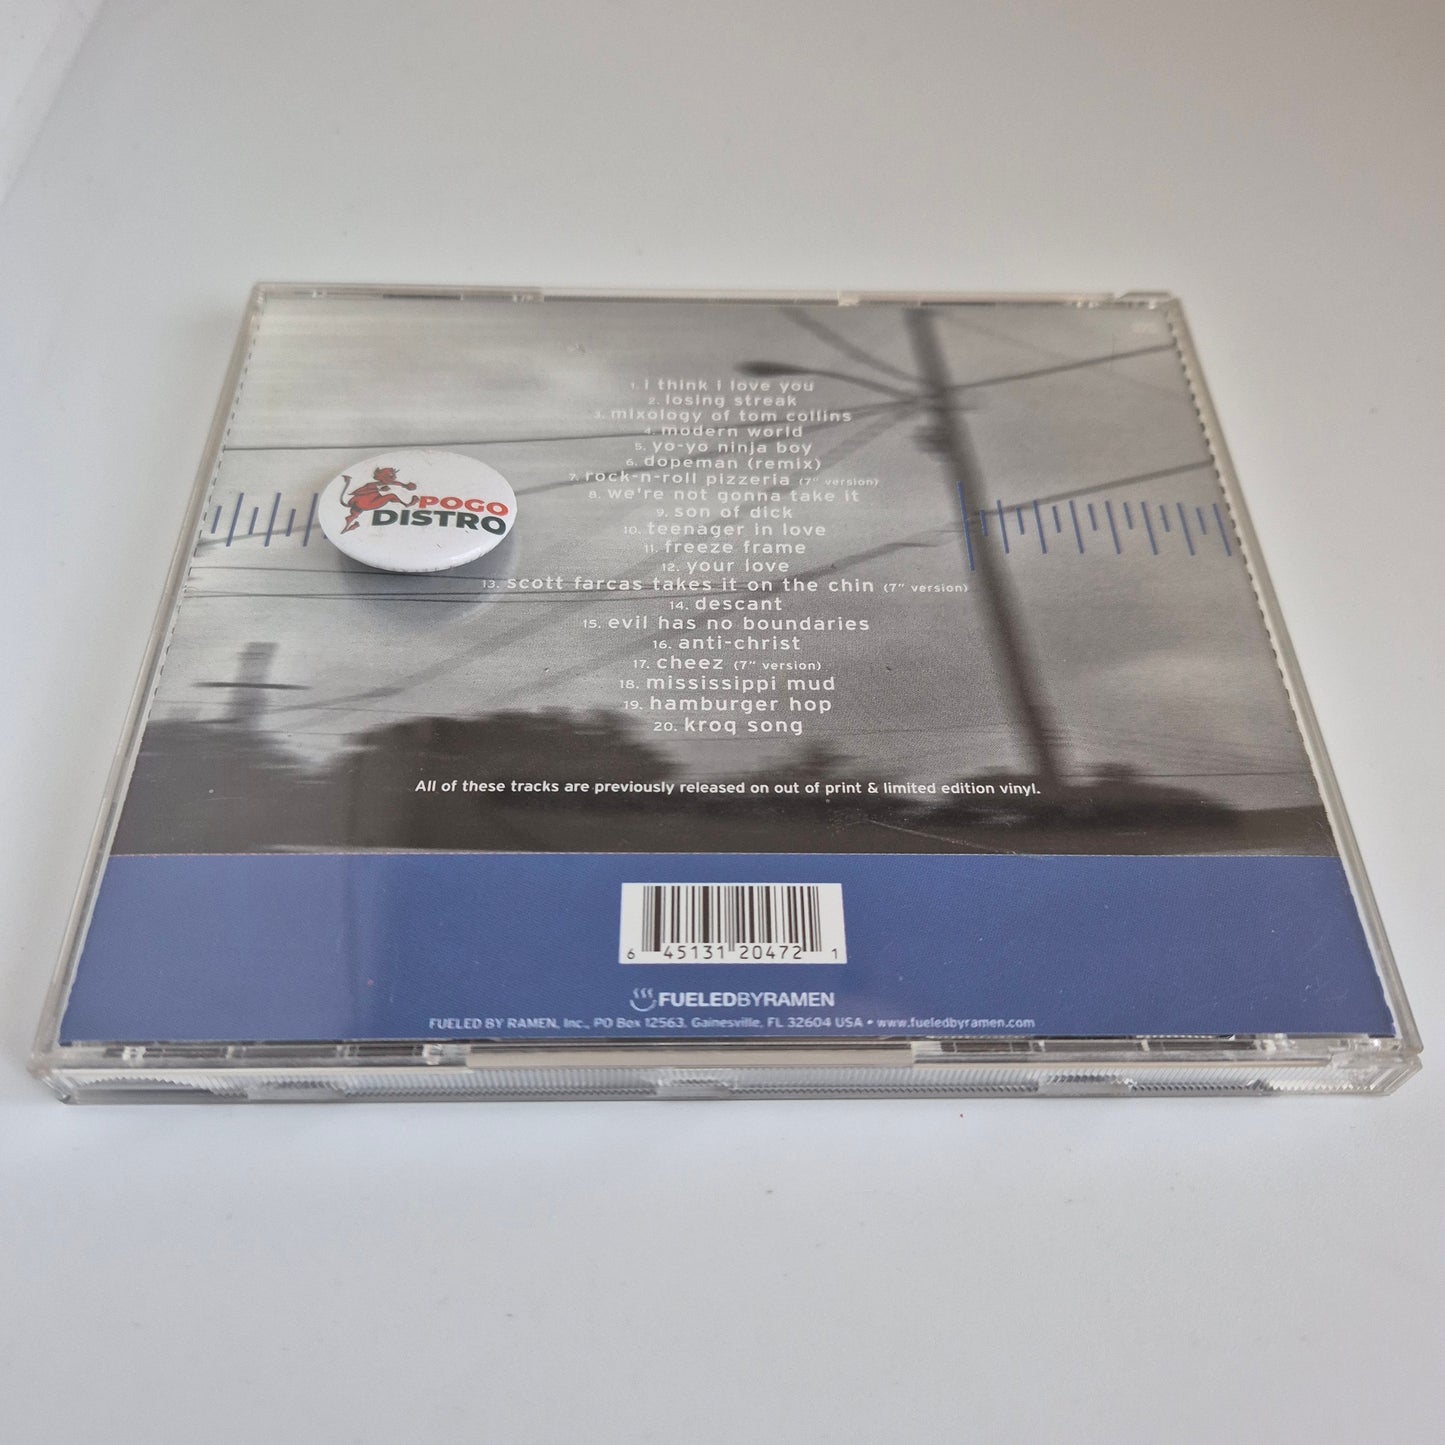 1. i think i love you
2. losing streak
3. mixology of tom collins
4. modern world
5. yo-yo ninja boy
6. dopeman (remix)
7. rock-n-roll pizzeria (7" version)
8. we're not gonna take it
9. son of dick
10. teenager in love
11. freeze frame
12. your love
13. scott farcas takes it on the chin (7" version)
14. descant
15. evil has no boundaries
16. anti-christ
17. cheez (7" version)
18. mississippi mud
19. hamburger hop
20. kroq song
POGO
DISTRO
All of these tracks are previously released on out of print & limited edition vinyl.
6 45131 20472 1
FUELEDBYRAMEN
FUELED BY RAMEN, Inc., PO Box 12563, Gainesville, FL 32604 USA • www.fueledbyramen.com